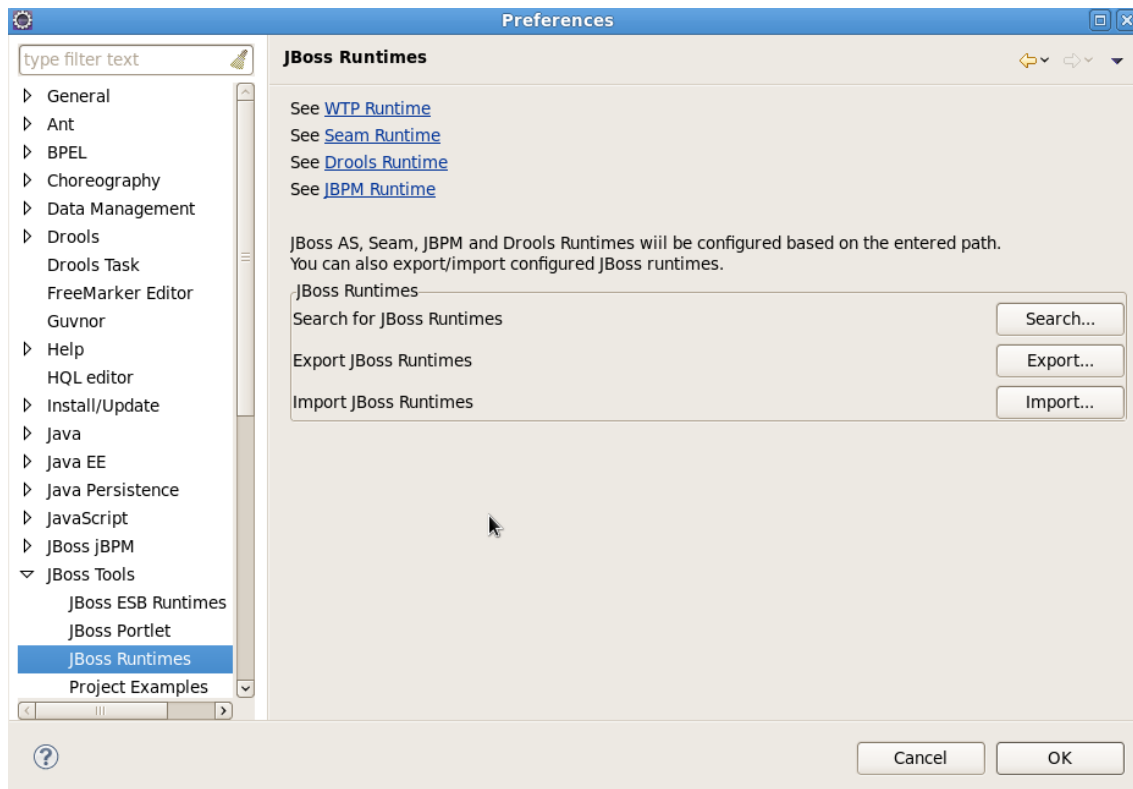 Preferences
type filter text
General
Ant
BPEL
Choreography
Data Management
Drools
Drools Task
FreeMarker Editor
Guvnor
Help
HQL editor
Install/Update
Java
Java EE
Java Persistence
JavaScript
JBoss jBPM
JBoss Tools
JBoss ESB Runtimes
JBoss Portlet
JBoss Runtimes
Project Examples
JBoss Runtimes
See WTP Runtime
See Seam Runtime
See Drools Runtime
See JBPM Runtime
JBoss AS, Seam, JBPM and Drools Runtimes wiil be configured based on the entered path.
You can also export/import configured JBoss runtimes.
JBoss Runtimes
Search for JBoss Runtimes Search...
Export JBoss Runtimes Export...
Import JBoss Runtimes Import...
? Cancel OK